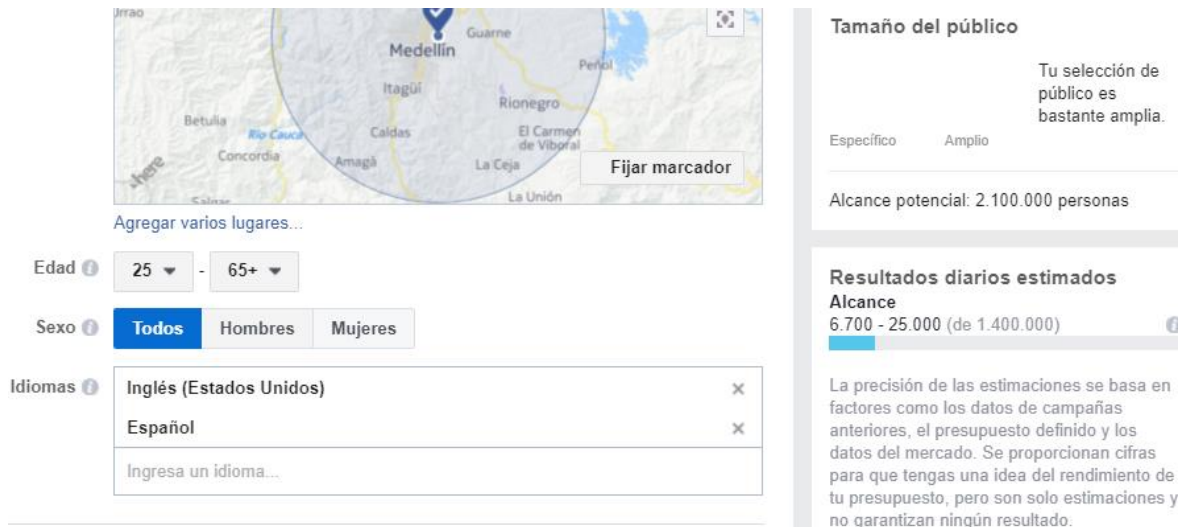 Urrao
Guarne
Medellín
Peñol
Itagüí
Rionegro
Betulia
Río Cauca
Caldas
El Carmen
de Viboral
Concordia
Amagá
La Ceja
here
Fijar marcador
Salgar
La Unión
Agregar varios lugares...
Edad
25 - 65+
Sexo
Todos Hombres Mujeres
Idiomas
Inglés (Estados Unidos)
Español
Ingresa un idioma...
Tamaño del público
Tu selección de
público es
bastante amplia.
Específico Amplio
Alcance potencial: 2.100.000 personas
Resultados diarios estimados
Alcance
6.700 - 25.000 (de 1.400.000)
La precisión de las estimaciones se basa en
factores como los datos de campañas
anteriores, el presupuesto definido y los
datos del mercado. Se proporcionan cifras
para que tengas una idea del rendimiento de
tu presupuesto, pero son solo estimaciones y
no garantizan ningún resultado.